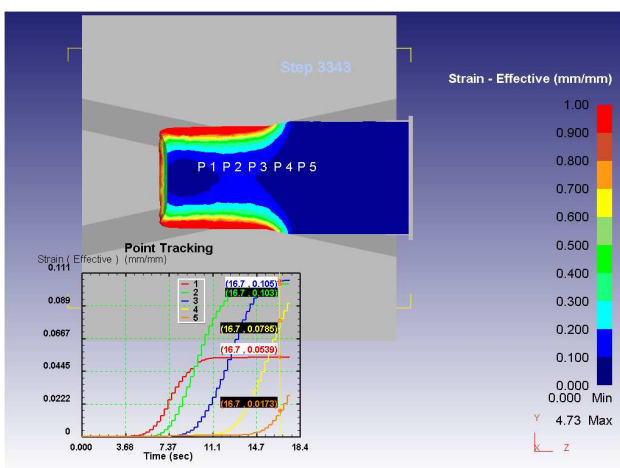 Step 3343
Strain - Effective (mm/mm)
1.00
0.900
0.800
0.700
0.600
0.500
0.400
0.300
0.200
0.100
0.000
0.000 Min
4.73 Max
P 1 P 2 P 3 P 4 P 5
Point Tracking
Strain ( Effective ) (mm/mm)
0.111
0.089
0.0667
0.0445
0.0222
0
1
2
3
4
5
(16.7 , 0.105)
(16.7 , 0.103)
(16.7 , 0.0785)
(16.7 , 0.0539)
(16.7 , 0.0173)
0.000 3.68 7.37 11.1 14.7 18.4
Time (sec)
Y
X Z